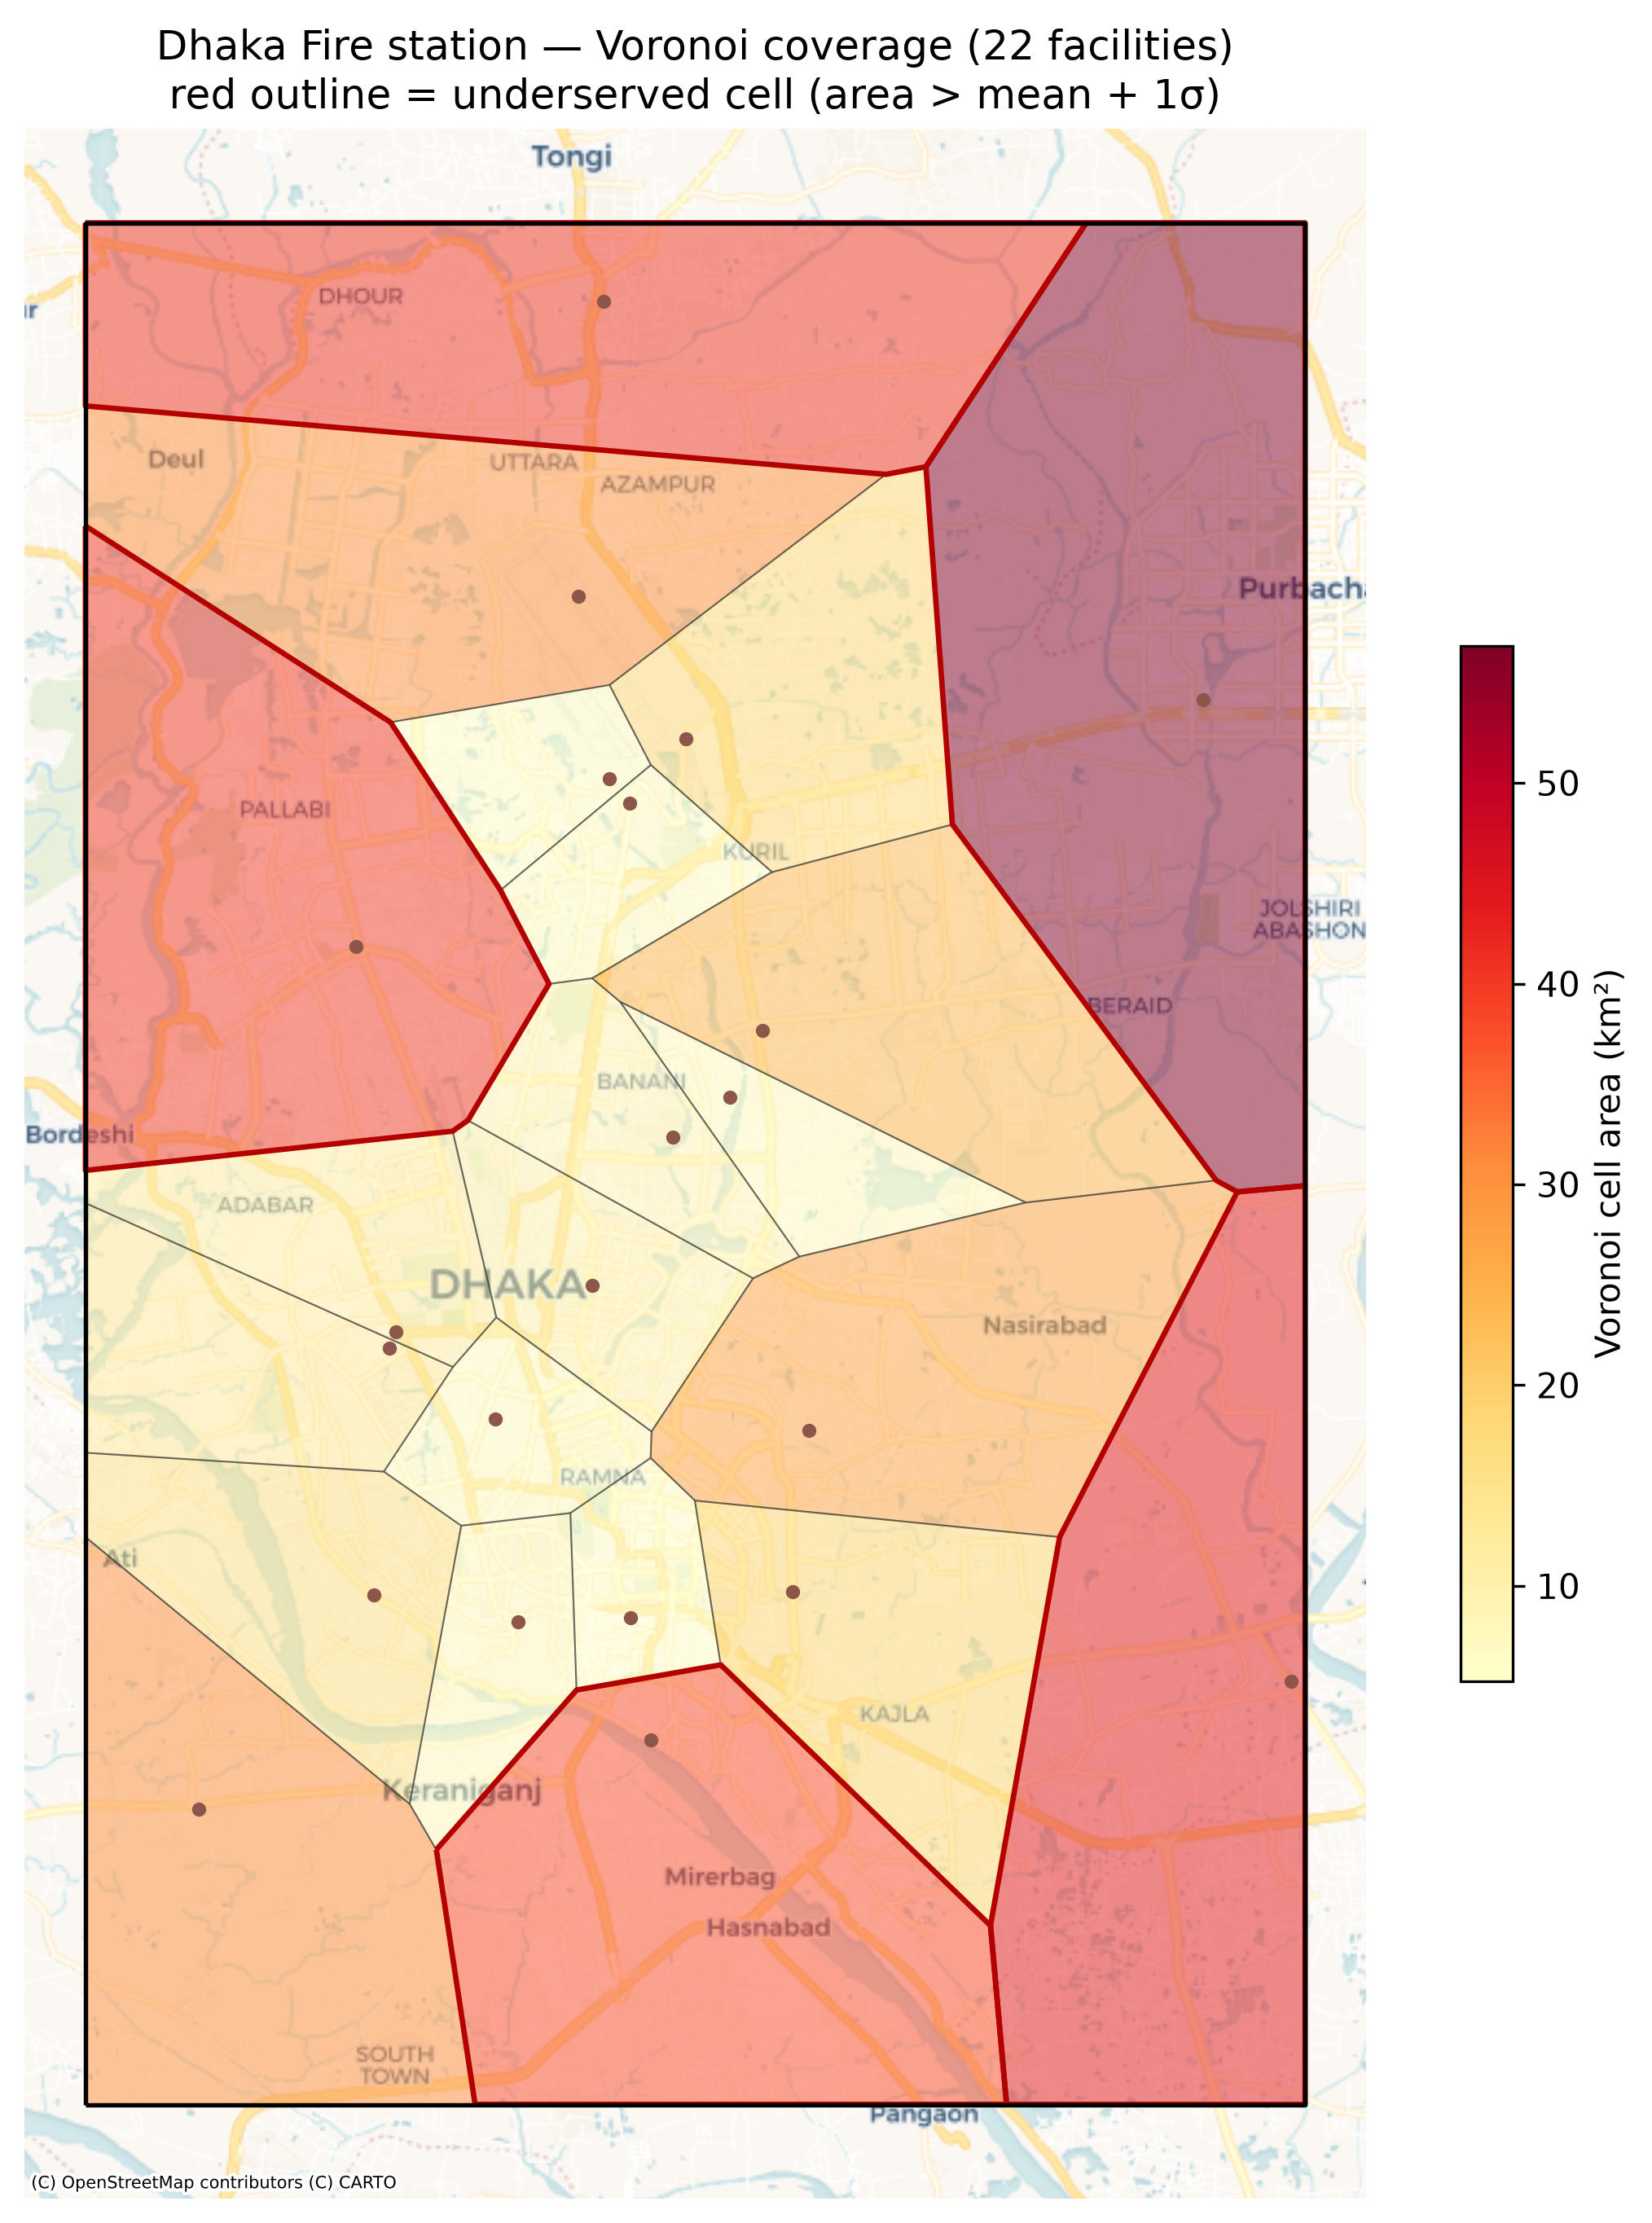 Dhaka Fire station — Voronoi coverage (22 facilities)
red outline = underserved cell (area > mean + 1σ)
Tongi
DHOUR
Deul
UTTARA
AZAMPUR
Purbacha
PALLABI
KURIL
JOLSHIRI
ABASHON
BERAID
BANANI
Bordeshi
ADABAR
DHAKA
Nasirabad
RAMNA
Ati
KAJLA
Keraniganj
Mirerbag
Hasnabad
SOUTH
TOWN
Pangaon
50
40
30
20
10
Voronoi cell area (km²)
(C) OpenStreetMap contributors (C) CARTO